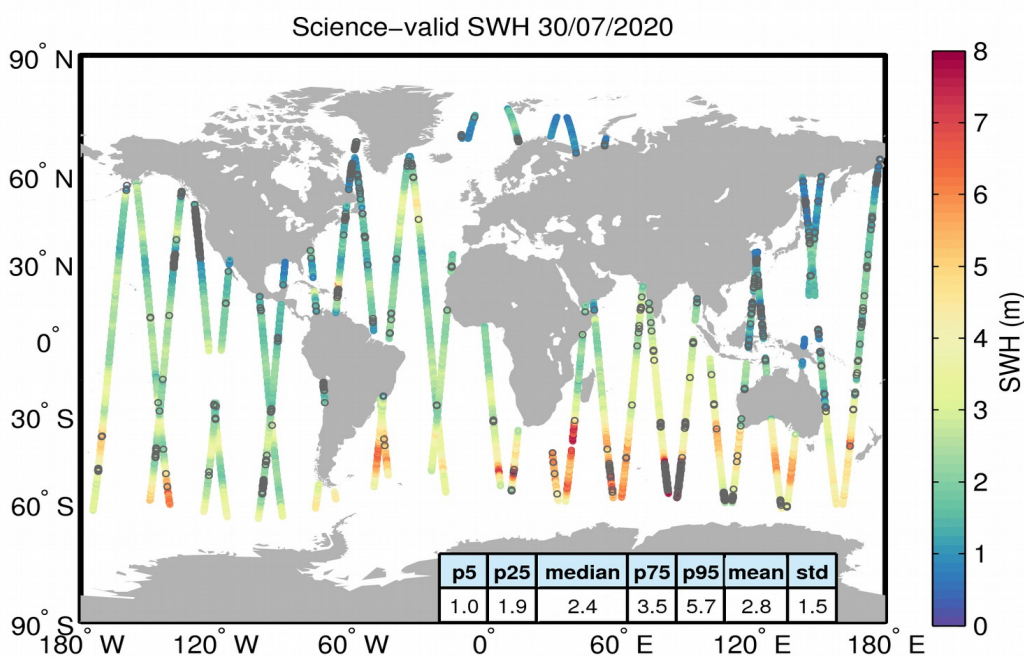 Science−valid SWH 30/07/2020
90° N
60° N
30° N
0°
30° S
60° S
90° S
180° W
120° W
60° W
0°
60° E
120° E
180° E
p5 p25 median p75 p95 mean std
1.0 1.9 2.4 3.5 5.7 2.8 1.5
8
7
6
5
4
3
2
1
0
SWH (m)